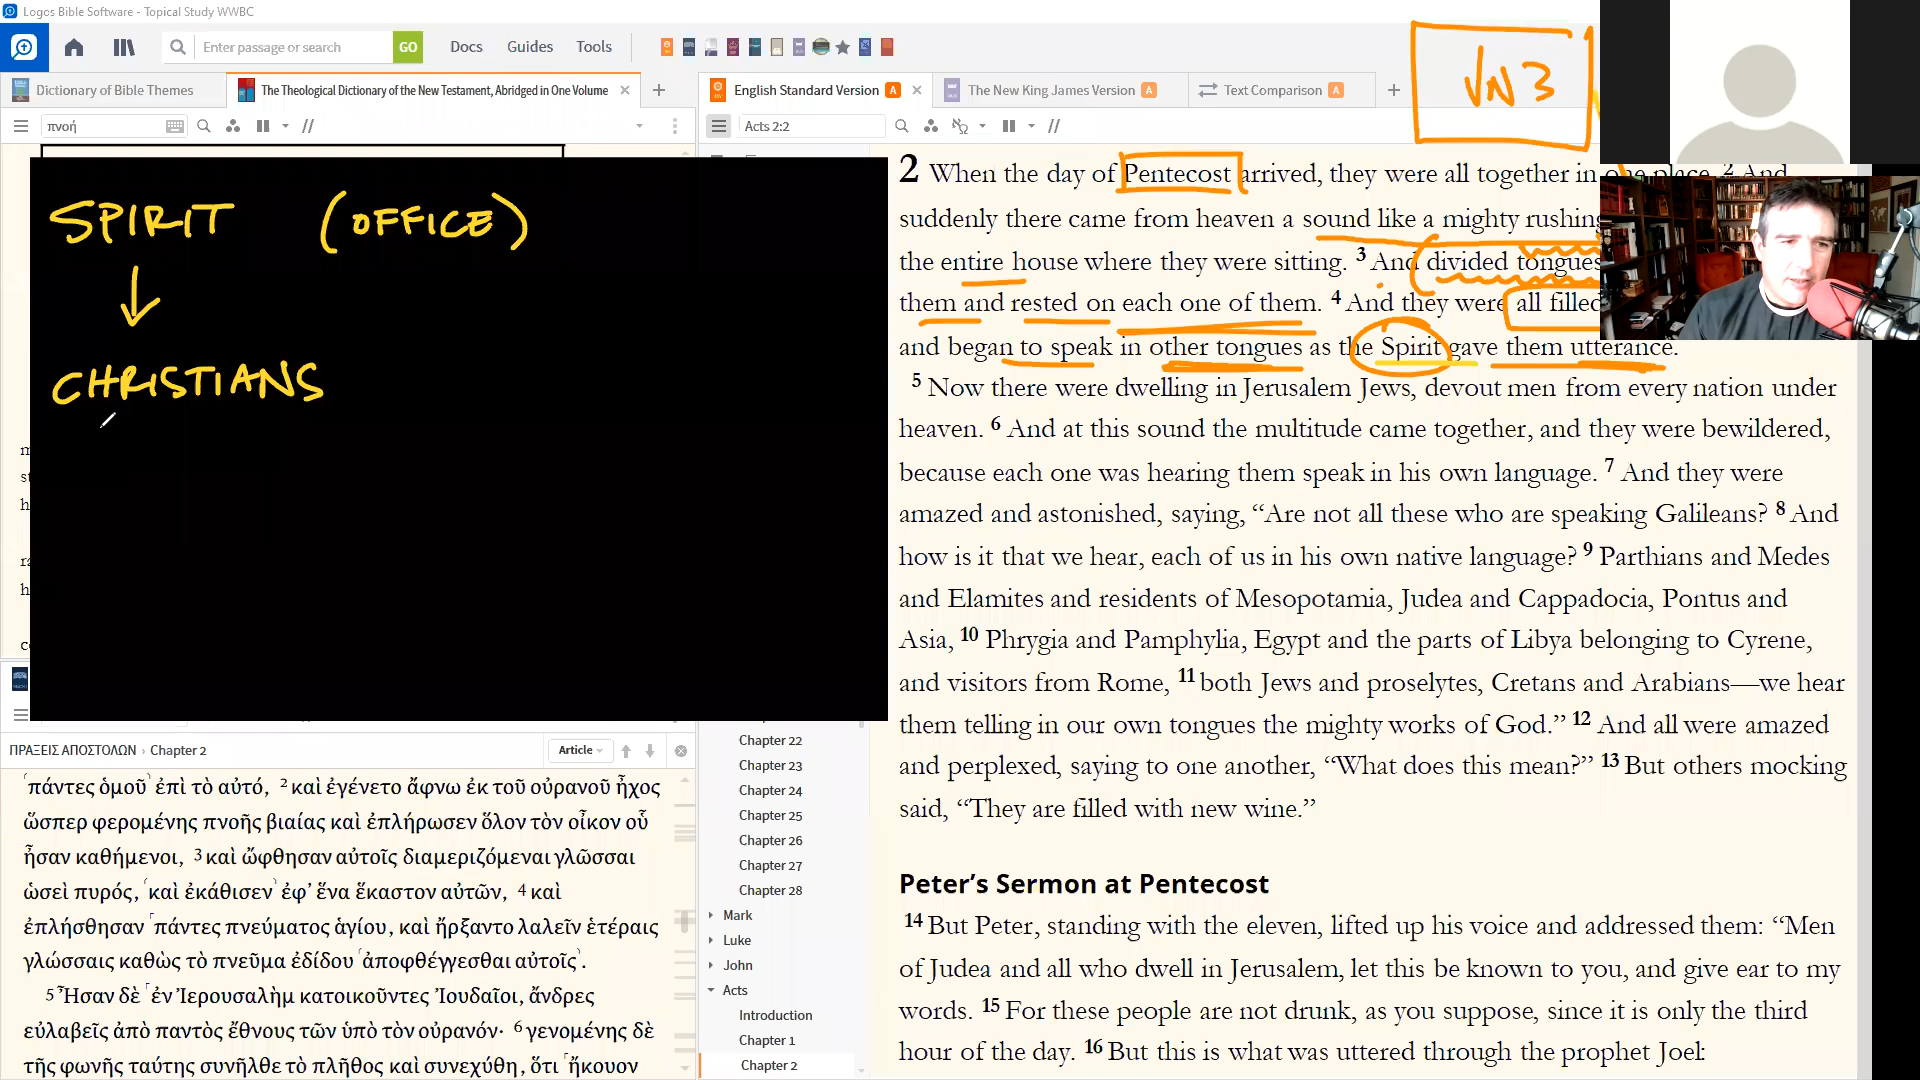 Logos Bible Software - Topical Study WWBC
Enter passage or search
GO
Docs
Guides
Tools
Dictionary of Bible Themes
The Theological Dictionary of the New Testament, Abridged in One Volume
πνοή
SPIRIT (OFFICE)
CHRISTIANS
ΠΡΑΞΕΙΣ ΑΠΟΣΤΟΛΩΝ › Chapter 2
Article
⸂πάντες ὁμοῦ⸃ ἐπὶ τὸ αὐτό, 2 καὶ ἐγένετο ἄφνω ἐκ τοῦ οὐρανοῦ ἦχος
ὥσπερ φερομένης πνοῆς βιαίας καὶ ἐπλήρωσεν ὅλον τὸν οἶκον οὗ
ἦσαν καθήμενοι, 3 καὶ ὤφθησαν αὐτοῖς διαμεριζόμεναι γλῶσσαι
ὡσεὶ πυρός, ⸂καὶ ἐκάθισεν⸃ ἐφ’ ἕνα ἕκαστον αὐτῶν, 4 καὶ
ἐπλήσθησαν ⸀πάντες πνεύματος ἁγίου, καὶ ἤρξαντο λαλεῖν ἑτέραις
γλώσσαις καθὼς τὸ πνεῦμα ἐδίδου ⸂ἀποφθέγγεσθαι αὐτοῖς⸃.
5 Ἦσαν δὲ ⸀ἐν Ἰερουσαλὴμ κατοικοῦντες Ἰουδαῖοι, ἄνδρες
εὐλαβεῖς ἀπὸ παντὸς ἔθνους τῶν ὑπὸ τὸν οὐρανόν· 6 γενομένης δὲ
τῆς φωνῆς ταύτης συνῆλθε τὸ πλῆθος καὶ συνεχύθη, ὅτι ⸀ἤκουον
English Standard Version A
The New King James Version A
Text Comparison A
Acts 2:2
Chapter 22
Chapter 23
Chapter 24
Chapter 25
Chapter 26
Chapter 27
Chapter 28
Mark
Luke
John
Acts
Introduction
Chapter 1
Chapter 2
JN 3
2 When the day of Pentecost arrived, they were all together in one place. 2 And
suddenly there came from heaven a sound like a mighty rushing
the entire house where they were sitting. 3 And divided tongues
them and rested on each one of them. 4 And they were all filled
and began to speak in other tongues as the Spirit gave them utterance.
5 Now there were dwelling in Jerusalem Jews, devout men from every nation under
heaven. 6 And at this sound the multitude came together, and they were bewildered,
because each one was hearing them speak in his own language. 7 And they were
amazed and astonished, saying, “Are not all these who are speaking Galileans? 8 And
how is it that we hear, each of us in his own native language? 9 Parthians and Medes
and Elamites and residents of Mesopotamia, Judea and Cappadocia, Pontus and
Asia, 10 Phrygia and Pamphylia, Egypt and the parts of Libya belonging to Cyrene,
and visitors from Rome, 11 both Jews and proselytes, Cretans and Arabians—we hear
them telling in our own tongues the mighty works of God.” 12 And all were amazed
and perplexed, saying to one another, “What does this mean?” 13 But others mocking
said, “They are filled with new wine.”
Peter’s Sermon at Pentecost
14 But Peter, standing with the eleven, lifted up his voice and addressed them: “Men
of Judea and all who dwell in Jerusalem, let this be known to you, and give ear to my
words. 15 For these people are not drunk, as you suppose, since it is only the third
hour of the day. 16 But this is what was uttered through the prophet Joel: